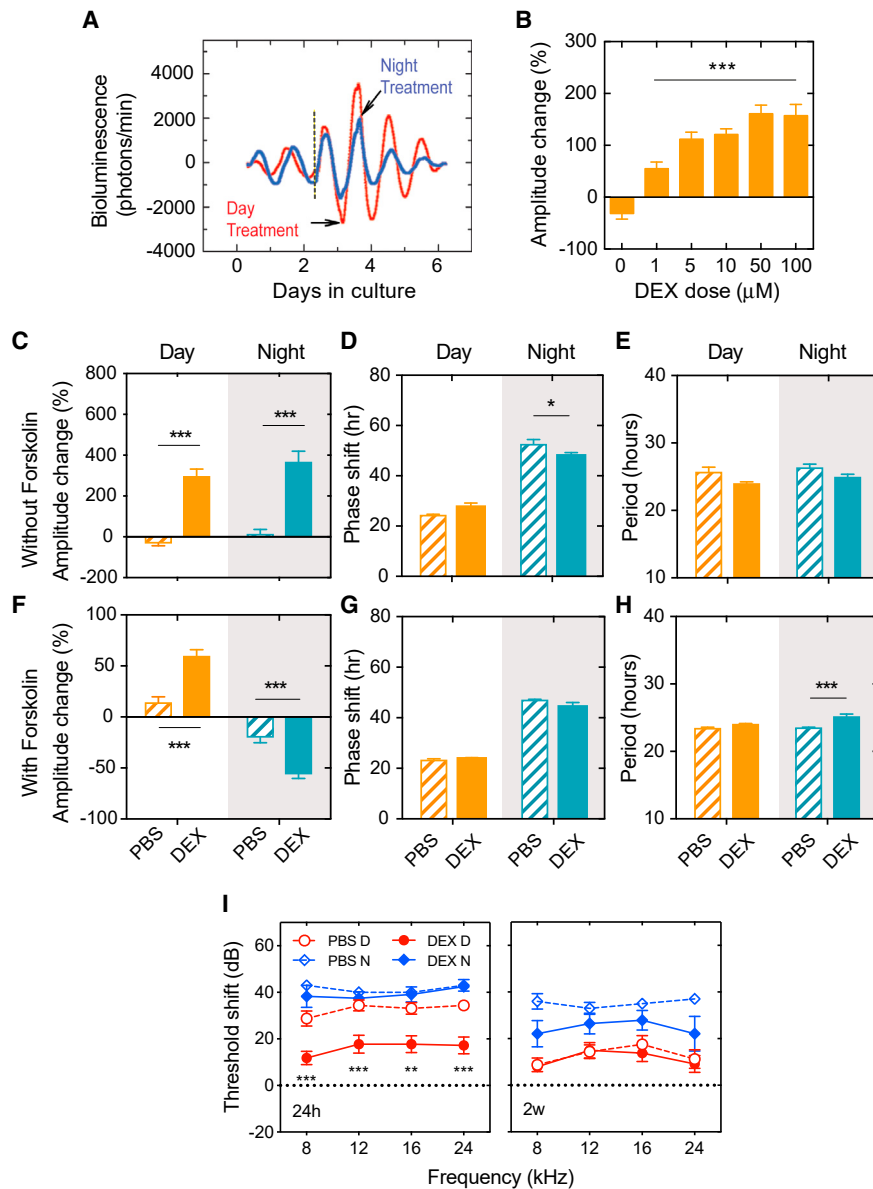 A
Bioluminescence
(photons/min)
4000
2000
0
-2000
-4000
Night
Treatment
Day
Treatment
0 2 4 6
Days in culture
B
Amplitude change (%)
300
200
100
0
-100
***
0 1 5 10 50 100
DEX dose (μM)
C
Day Night
Without Forskolin
Amplitude change (%)
800
600
400
200
0
-200
***
***
D
Day Night
Phase shift (hr)
80
60
40
20
0
*
E
Day Night
Period (hours)
40
30
20
10
F
With Forskolin
Amplitude change (%)
100
50
0
-50
-100
***
***
PBS DEX PBS DEX
G
Phase shift (hr)
80
60
40
20
0
PBS DEX PBS DEX
H
Period (hours)
40
30
20
10
***
PBS DEX PBS DEX
I
Threshold shift (dB)
60
40
20
0
-20
PBS D DEX D
PBS N DEX N
*** *** ** ***
24h
8 12 16 24
2w
8 12 16 24
Frequency (kHz)